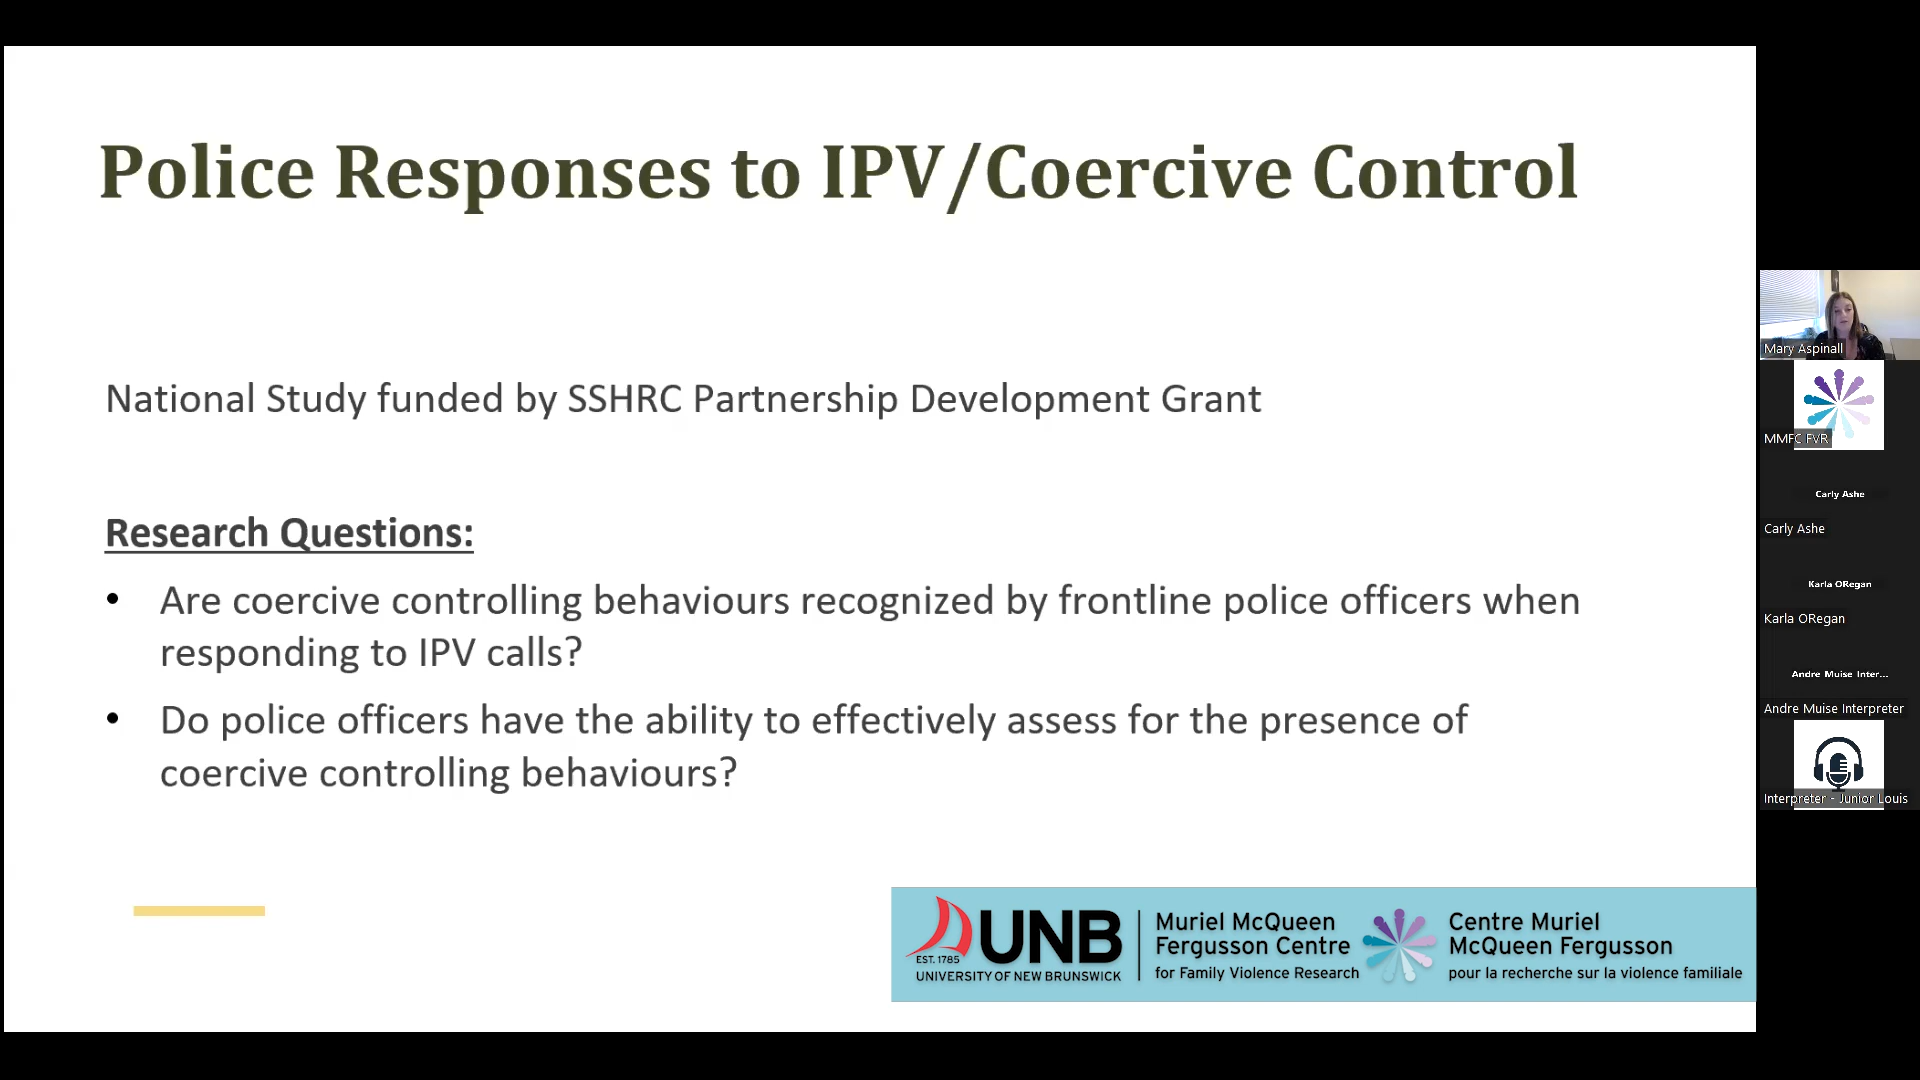 Police Responses to IPV/Coercive Control
National Study funded by SSHRC Partnership Development Grant
Research Questions:
• Are coercive controlling behaviours recognized by frontline police officers when
responding to IPV calls?
• Do police officers have the ability to effectively assess for the presence of
coercive controlling behaviours?
EST. 1785
UNB
UNIVERSITY OF NEW BRUNSWICK
Muriel McQueen
Fergusson Centre
for Family Violence Research
Centre Muriel
McQueen Fergusson
pour la recherche sur la violence familiale
Mary Aspinall
MMFC FVR
Carly Ashe
Carly Ashe
Karla ORegan
Karla ORegan
Andre Muise Inter...
Andre Muise Interpreter
Interpreter - Junior Louis